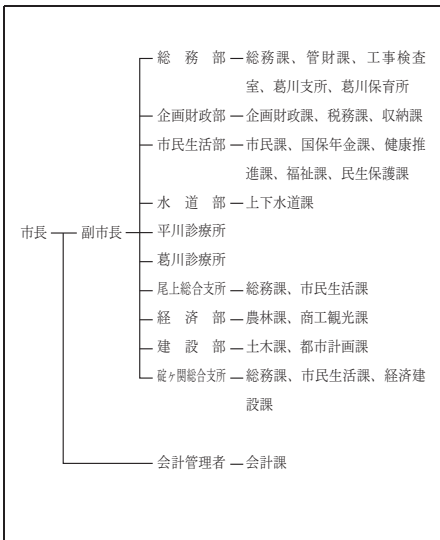 総務部 総務課、管財課、工事検査
室、葛川支所、葛川保育所
企画財政部 企画財政課、税務課、収納課
市民生活部 市民課、国保年金課、健康推
進課、福祉課、民生保護課
水道部 上下水道課
市長 副市長 平川診療所
葛川診療所
尾上総合支所 総務課、市民生活課
経済部 農林課、商工観光課
建設部 土木課、都市計画課
碇ヶ関総合支所 総務課、市民生活課、経済建
設課
会計管理者 会計課